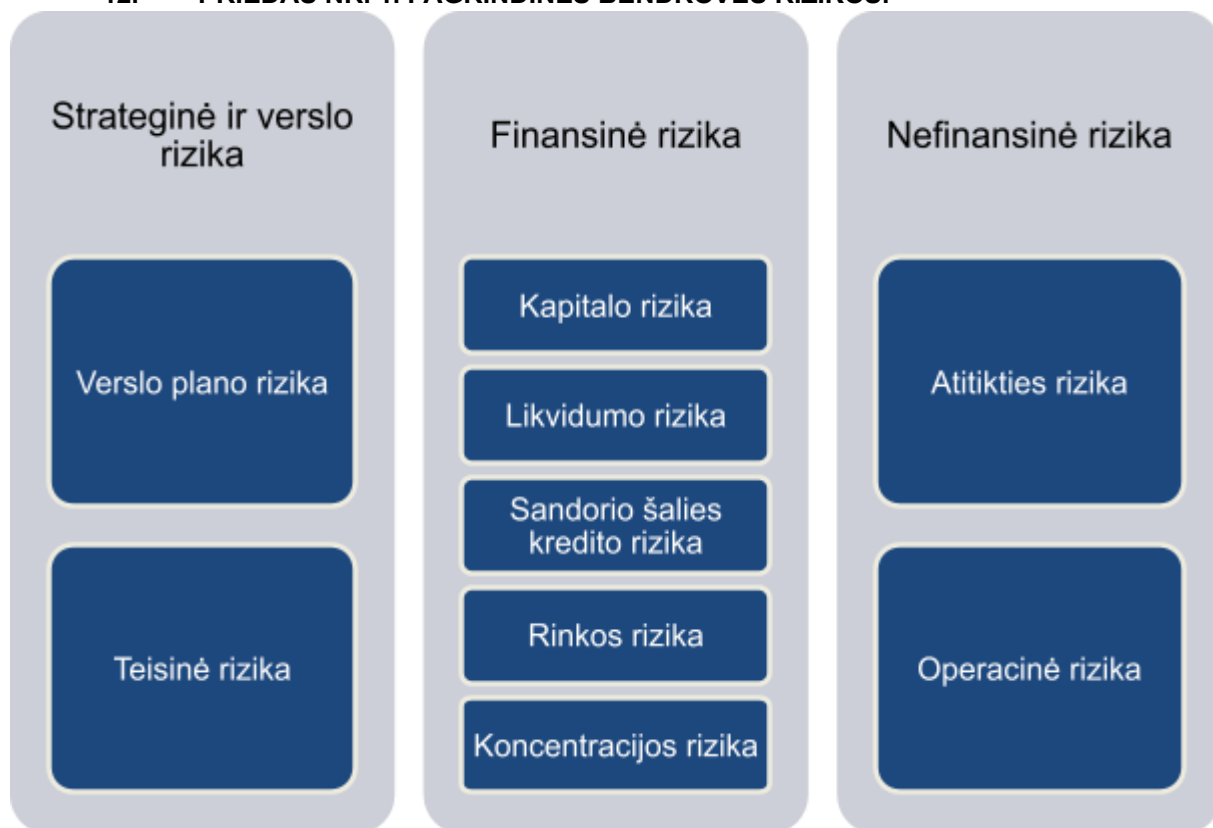 Strateginė ir verslo
rizika
Verslo plano rizika
Teisinė rizika
Finansinė rizika
Kapitalo rizika
Likvidumo rizika
Sandorio šalies
kredito rizika
Rinkos rizika
Koncentracijos rizika
Nefinansinė rizika
Atitikties rizika
Operacinė rizika